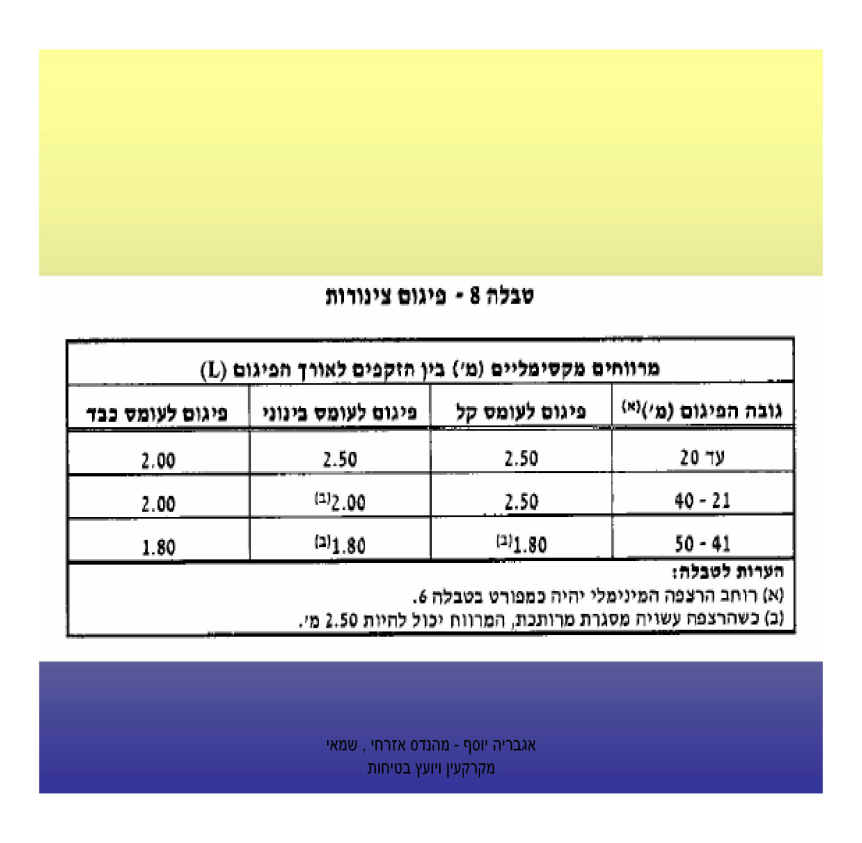 טבלה 8 - פיגום צינורות
מרווחים מקסימליים (מ') בין הזקפים לאורך הפיגום (L)
גובה הפיגום (מ')(א) פיגום לעומס קל פיגום לעומס בינוני פיגום לעומס כבד
עד 20 2.50 2.50 2.00
21 - 40 2.50 2.00(ב) 2.00
41 - 50 1.80(ב) 1.80(ב) 1.80
הערות לטבלה:
(א) רוחב הרצפה המינימלי יהיה כמפורט בטבלה 6.
(ב) כשהרצפה עשויה מסגרת מרותכת, המרווח יכול להיות 2.50 מ'.
אגבריה יוסף - מהנדס אזרחי , שמאי
מקרקעין ויועץ בטיחות